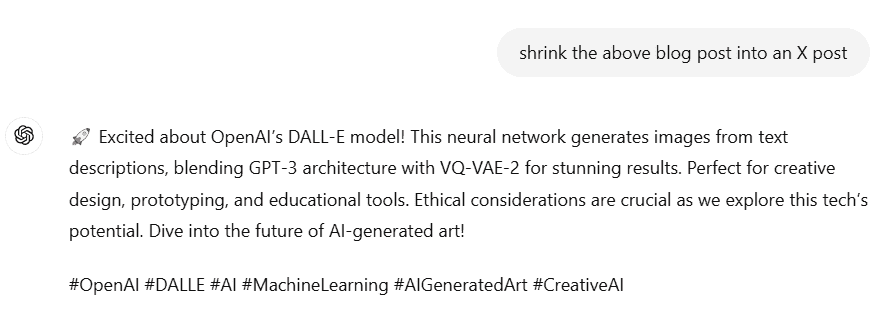 shrink the above blog post into an X post
🚀 Excited about OpenAI’s DALL-E model! This neural network generates images from text
descriptions, blending GPT-3 architecture with VQ-VAE-2 for stunning results. Perfect for creative
design, prototyping, and educational tools. Ethical considerations are crucial as we explore this tech’s
potential. Dive into the future of AI-generated art!
#OpenAI #DALLE #AI #MachineLearning #AIGeneratedArt #CreativeAI